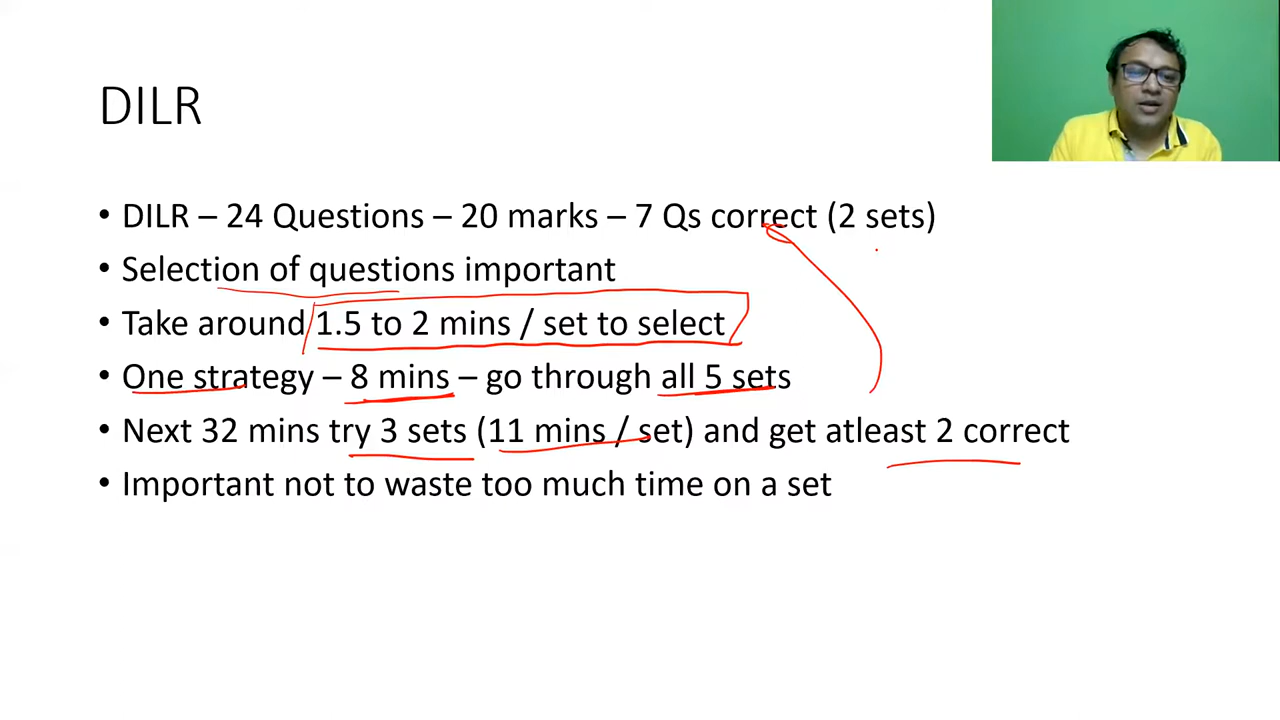 DILR
• DILR – 24 Questions – 20 marks – 7 Qs correct (2 sets)
• Selection of questions important
• Take around 1.5 to 2 mins / set to select
• One strategy – 8 mins – go through all 5 sets
• Next 32 mins try 3 sets (11 mins / set) and get atleast 2 correct
• Important not to waste too much time on a set